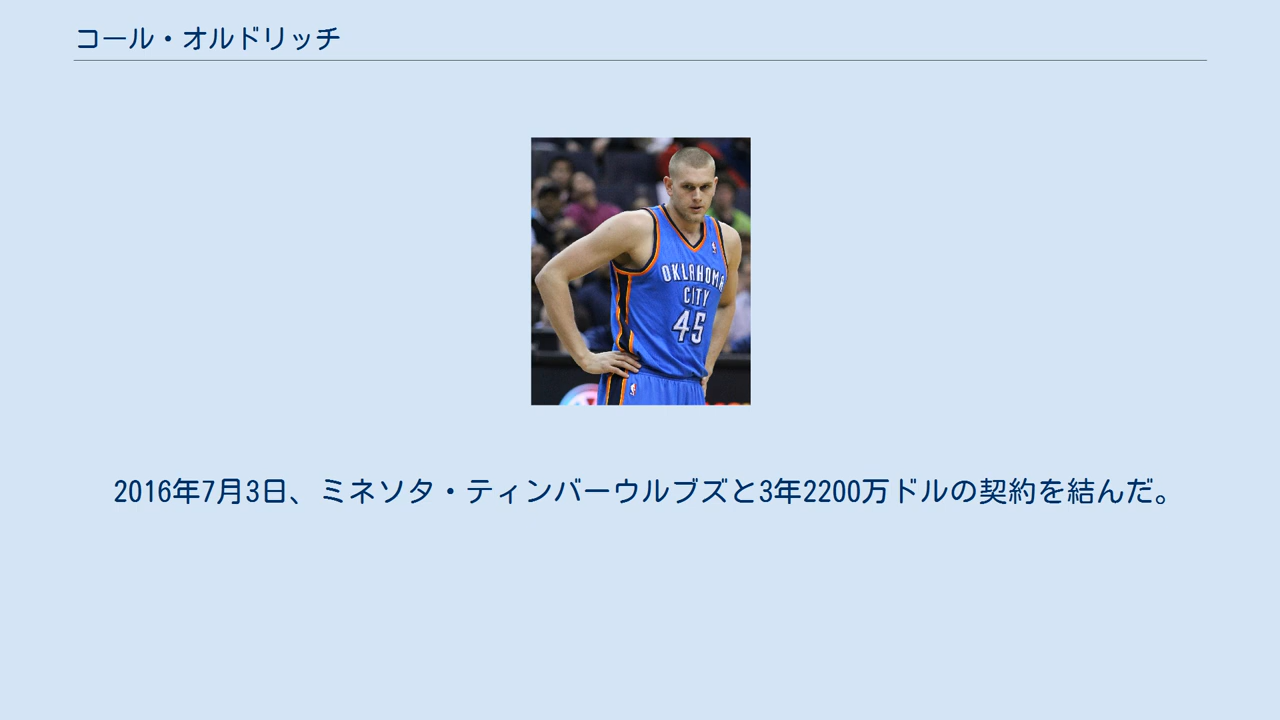 コール・オルドリッチ
OKLAHOMA
CITY
45
2016年7月3日、ミネソタ・ティンバーウルブズと3年2200万ドルの契約を結んだ。